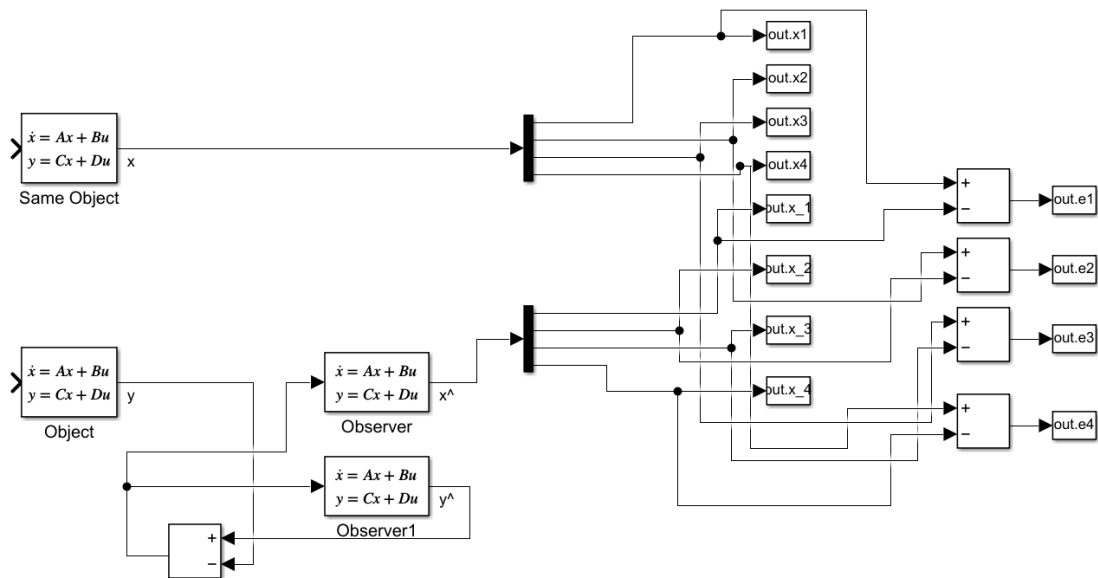 ẋ = Ax + Bu
y = Cx + Du
x
Same Object
out.x1
out.x2
out.x3
out.x4
out.x_1
out.x_2
out.x_3
out.x_4
+
−
out.e1
+
−
out.e2
+
−
out.e3
+
−
out.e4
ẋ = Ax + Bu
y = Cx + Du
y
Object
ẋ = Ax + Bu
y = Cx + Du
x^
Observer
ẋ = Ax + Bu
y = Cx + Du
y^
Observer1
+
−